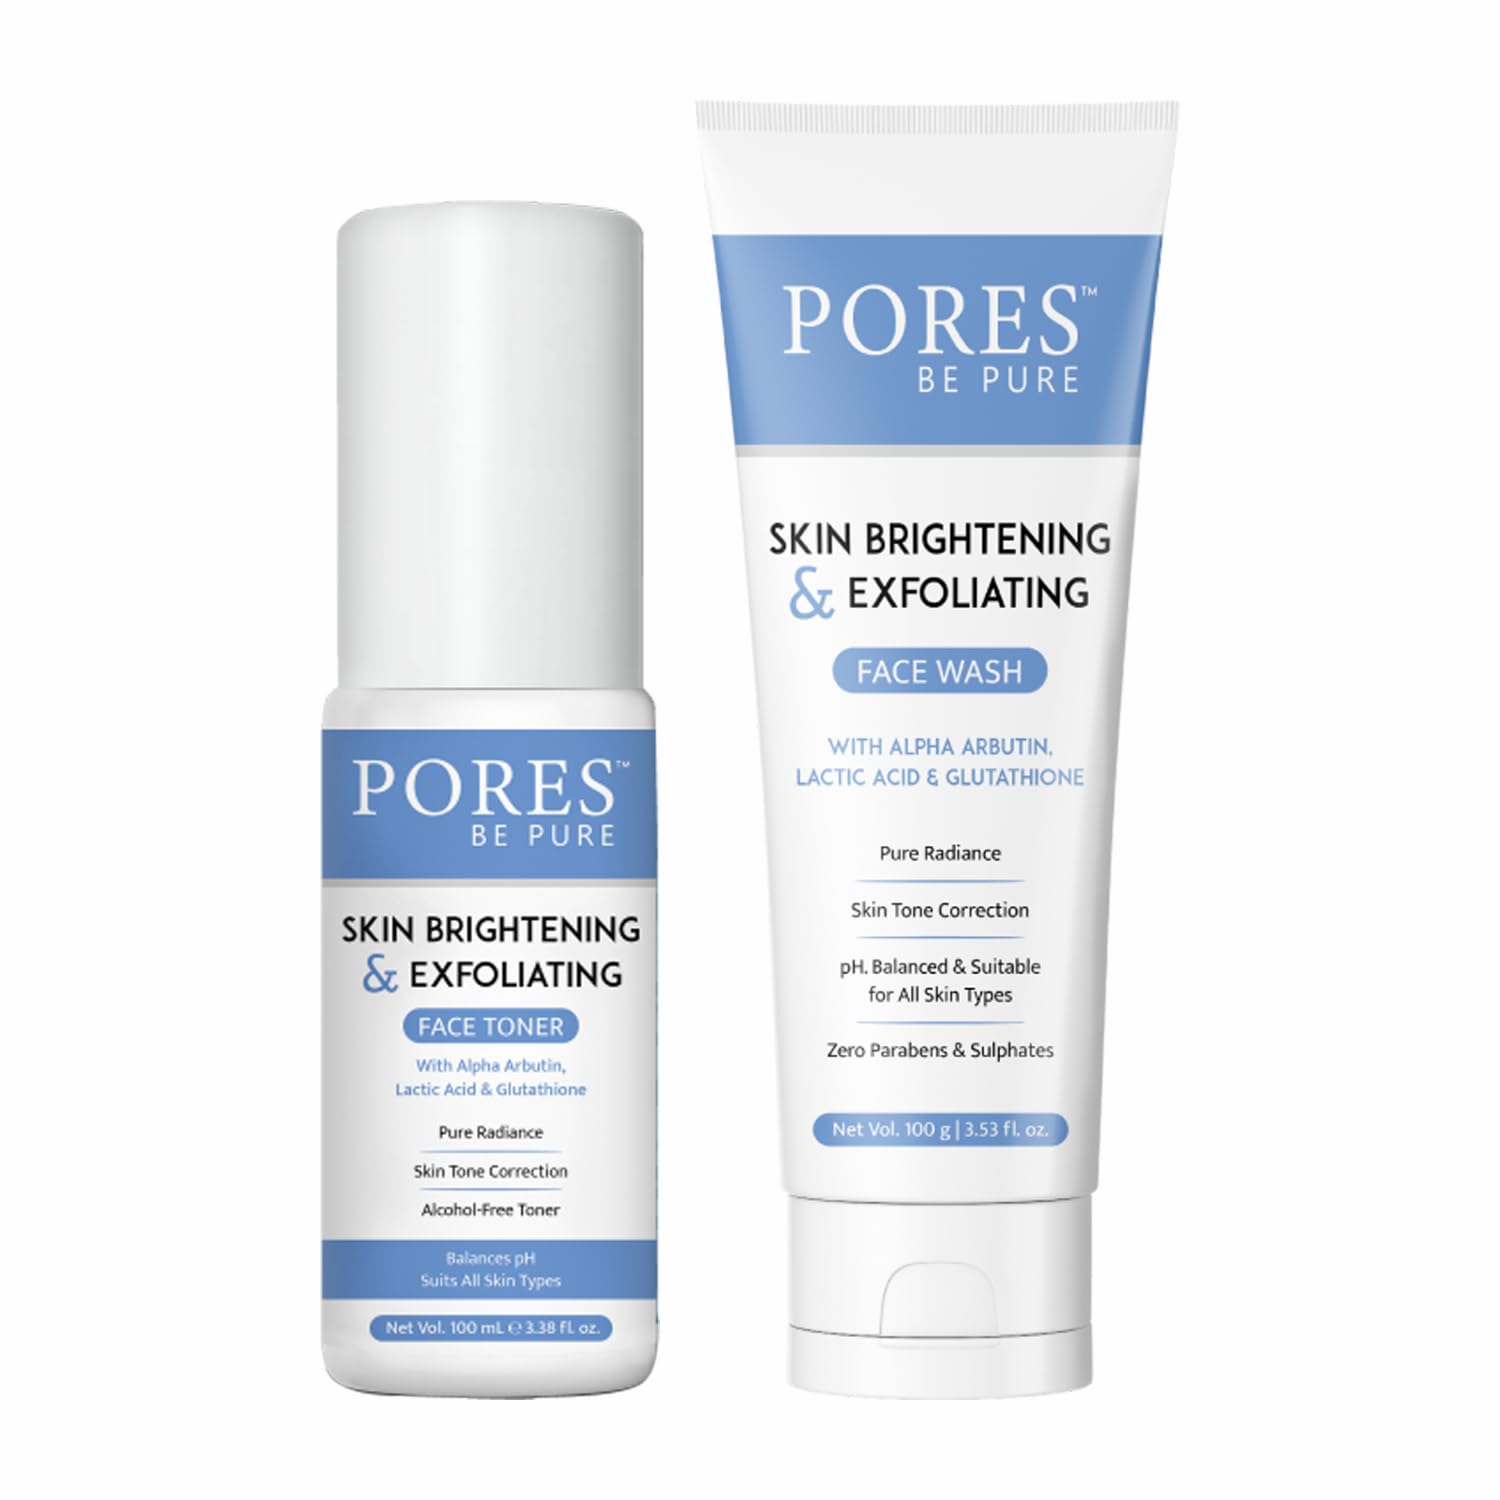 PORES™
BE PURE
SKIN BRIGHTENING
& EXFOLIATING
FACE TONER
With Alpha Arbutin,
Lactic Acid & Glutathione
Pure Radiance
Skin Tone Correction
Alcohol-Free Toner
Balances pH
Suits All Skin Types
Net Vol. 100 mL ℮ 3.38 fl. oz.
PORES™
BE PURE
SKIN BRIGHTENING
& EXFOLIATING
FACE WASH
WITH ALPHA ARBUTIN,
LACTIC ACID & GLUTATHIONE
Pure Radiance
Skin Tone Correction
pH. Balanced & Suitable
for All Skin Types
Zero Parabens & Sulphates
Net Vol. 100 g | 3.53 fl. oz.